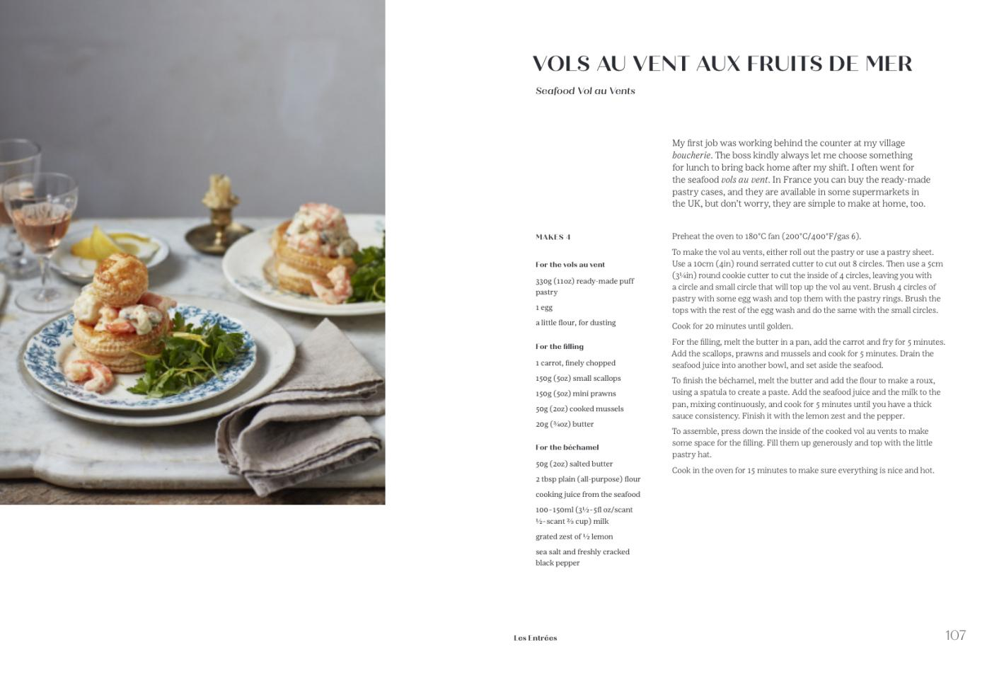 VOLS AU VENT AUX FRUITS DE MER
Seafood Vol au Vents
My first job was working behind the counter at my village
boucherie. The boss kindly always let me choose something
for lunch to bring back home after my shift. I often went for
the seafood vols au vent. In France you can buy the ready-made
pastry cases, and they are available in some supermarkets in
the UK, but don't worry, they are simple to make at home, too.
MAKES 4
For the vols au vent
330g (11oz) ready-made puff
pastry
1 egg
a little flour, for dusting
For the filling
1 carrot, finely chopped
150g (5oz) small scallops
150g (5oz) mini prawns
50g (2oz) cooked mussels
20g (¾oz) butter
For the béchamel
50g (2oz) salted butter
2 tbsp plain (all-purpose) flour
cooking juice from the seafood
100–150ml (3½–5fl oz/scant
½–scant ⅔ cup) milk
grated zest of ½ lemon
sea salt and freshly cracked
black pepper
Preheat the oven to 180°C fan (200°C/400°F/gas 6).
To make the vol au vents, either roll out the pastry or use a pastry sheet.
Use a 10cm (4in) round serrated cutter to cut out 8 circles. Then use a 5cm
(3¼in) round cookie cutter to cut the inside of 4 circles, leaving you with
a circle and small circle that will top up the vol au vent. Brush 4 circles of
pastry with some egg wash and top them with the pastry rings. Brush the
tops with the rest of the egg wash and do the same with the small circles.
Cook for 20 minutes until golden.
For the filling, melt the butter in a pan, add the carrot and fry for 5 minutes.
Add the scallops, prawns and mussels and cook for 5 minutes. Drain the
seafood juice into another bowl, and set aside the seafood.
To finish the béchamel, melt the butter and add the flour to make a roux,
using a spatula to create a paste. Add the seafood juice and the milk to the
pan, mixing continuously, and cook for 5 minutes until you have a thick
sauce consistency. Finish it with the lemon zest and the pepper.
To assemble, press down the inside of the cooked vol au vents to make
some space for the filling. Fill them up generously and top with the little
pastry hat.
Cook in the oven for 15 minutes to make sure everything is nice and hot.
Les Entrées
107